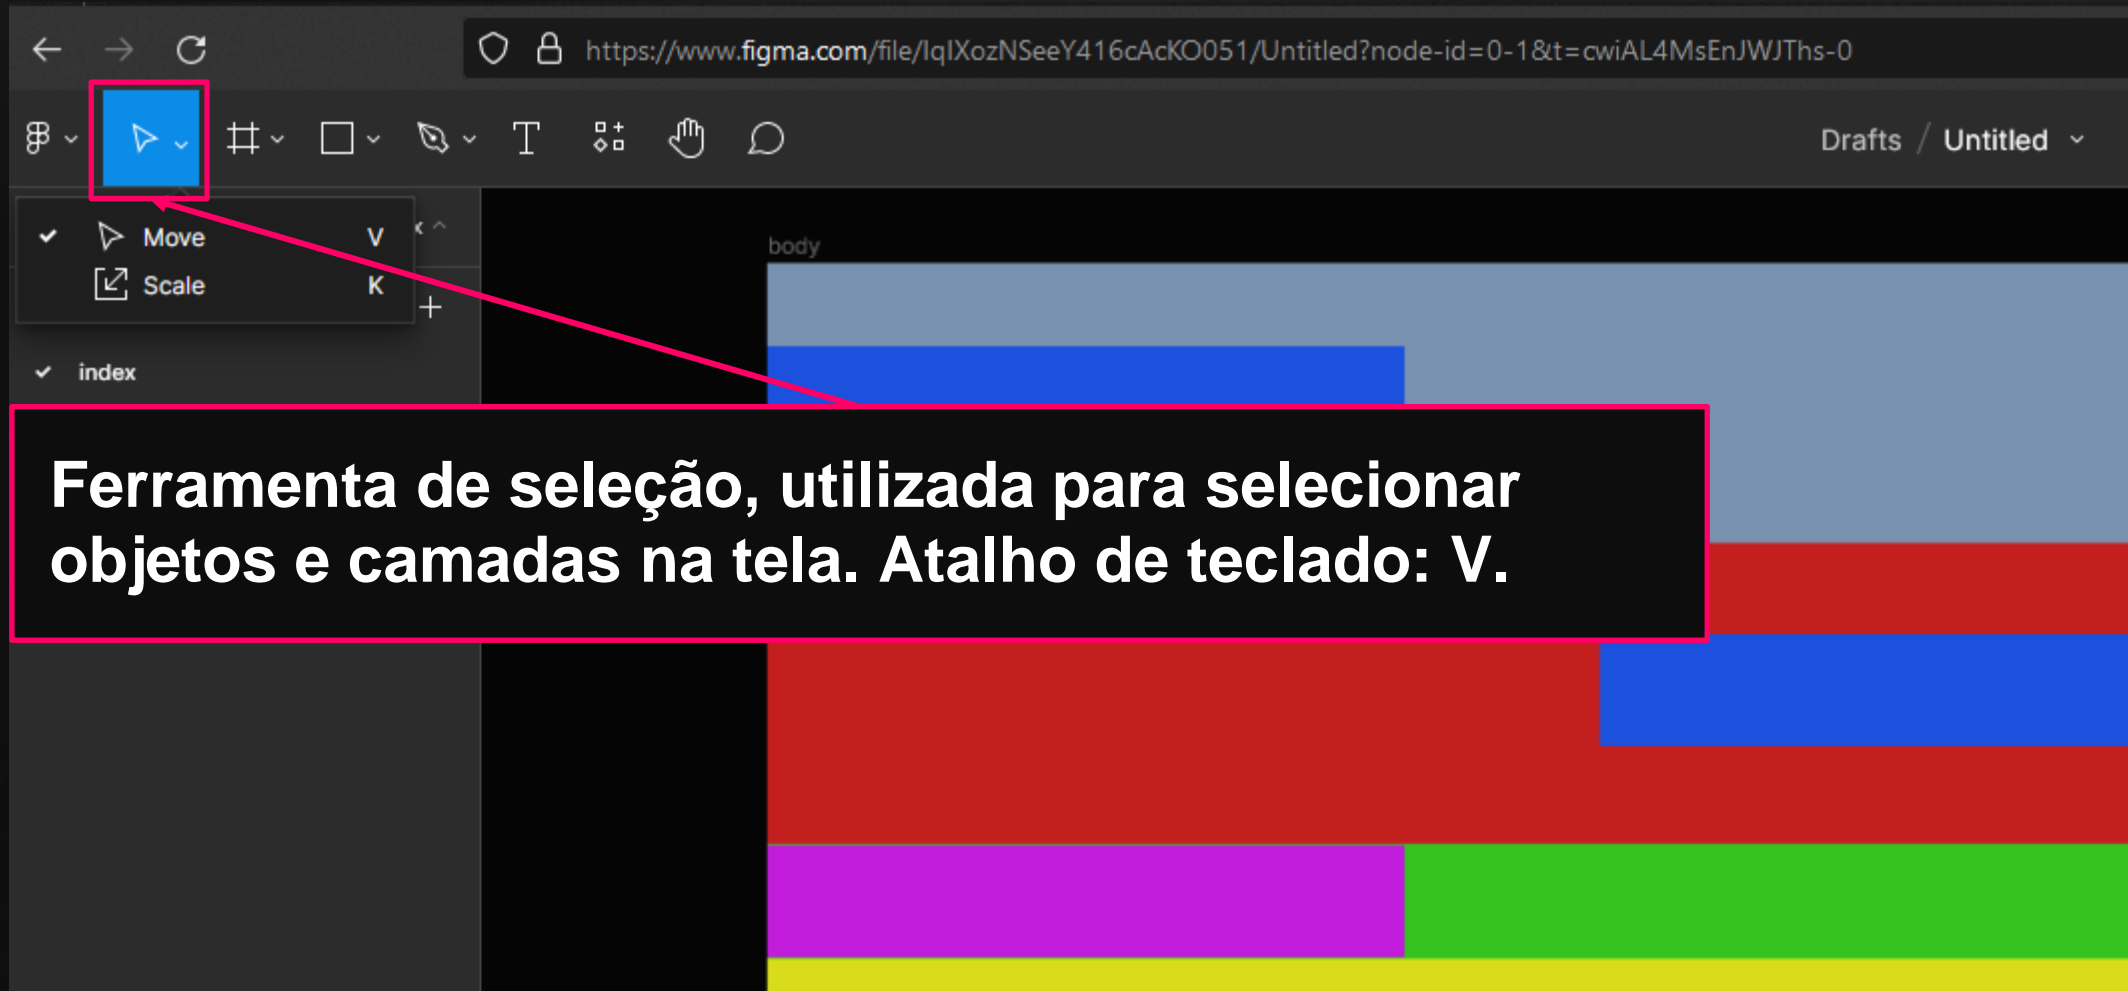 https://www.figma.com/file/IqIXozNSeeY416cAcKO051/Untitled?node-id=0-1&t=cwiAL4MsEnJWJThs-0
Drafts / Untitled
Move V
Scale K
body
index
Ferramenta de seleção, utilizada para selecionar
objetos e camadas na tela. Atalho de teclado: V.